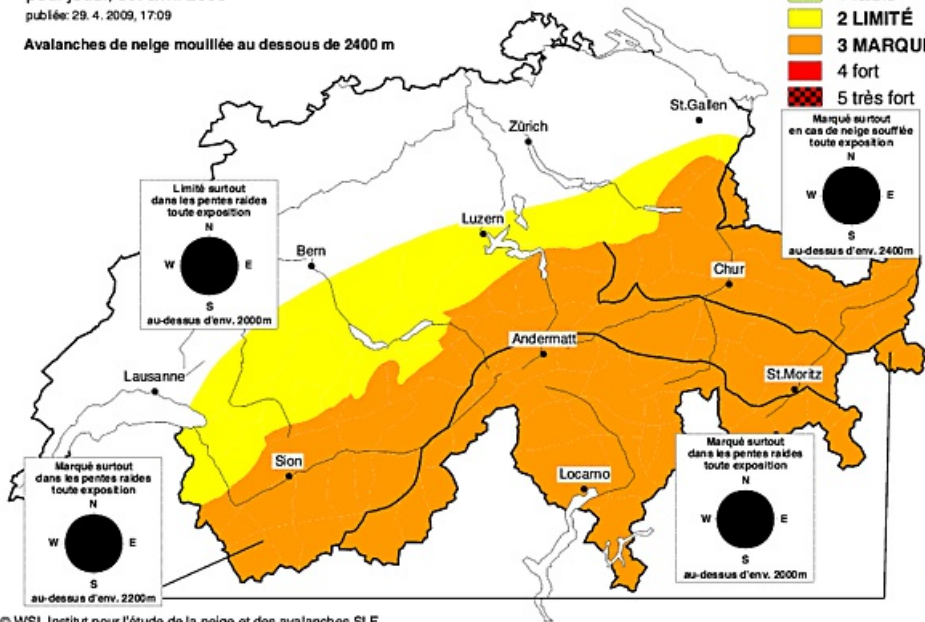 publiée: 29. 4. 2009, 17:09
Avalanches de neige mouillée au dessous de 2400 m
2 LIMITÉ
3 MARQUÉ
4 fort
5 très fort
St.Gallen
Zürich
Marqué surtout
en cas de neige soufflée
toute exposition
N
W E
S
au-dessus d'env. 2400m
Limité surtout
dans les pentes raides
toute exposition
N
W E
S
au-dessus d'env. 2000m
Luzern
Bern
Chur
Andermatt
Lausanne
St.Moritz
Sion
Locarno
Marqué surtout
dans les pentes raides
toute exposition
N
W E
S
au-dessus d'env. 2200m
Marqué surtout
dans les pentes raides
toute exposition
N
W E
S
au-dessus d'env. 2000m
© WSL Institut pour l'étude de la neige et des avalanches SLF